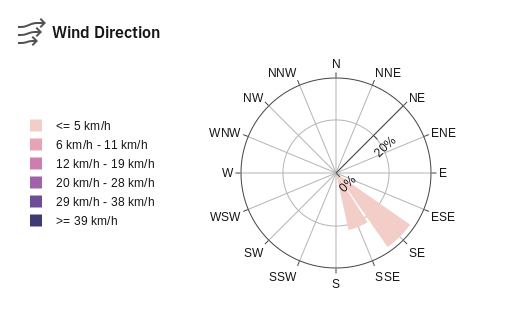 Wind Direction
<= 5 km/h
6 km/h - 11 km/h
12 km/h - 19 km/h
20 km/h - 28 km/h
29 km/h - 38 km/h
>= 39 km/h
N
NNE
NE
ENE
E
ESE
SE
SSE
S
SSW
SW
WSW
W
WNW
NW
NNW
20%
0%